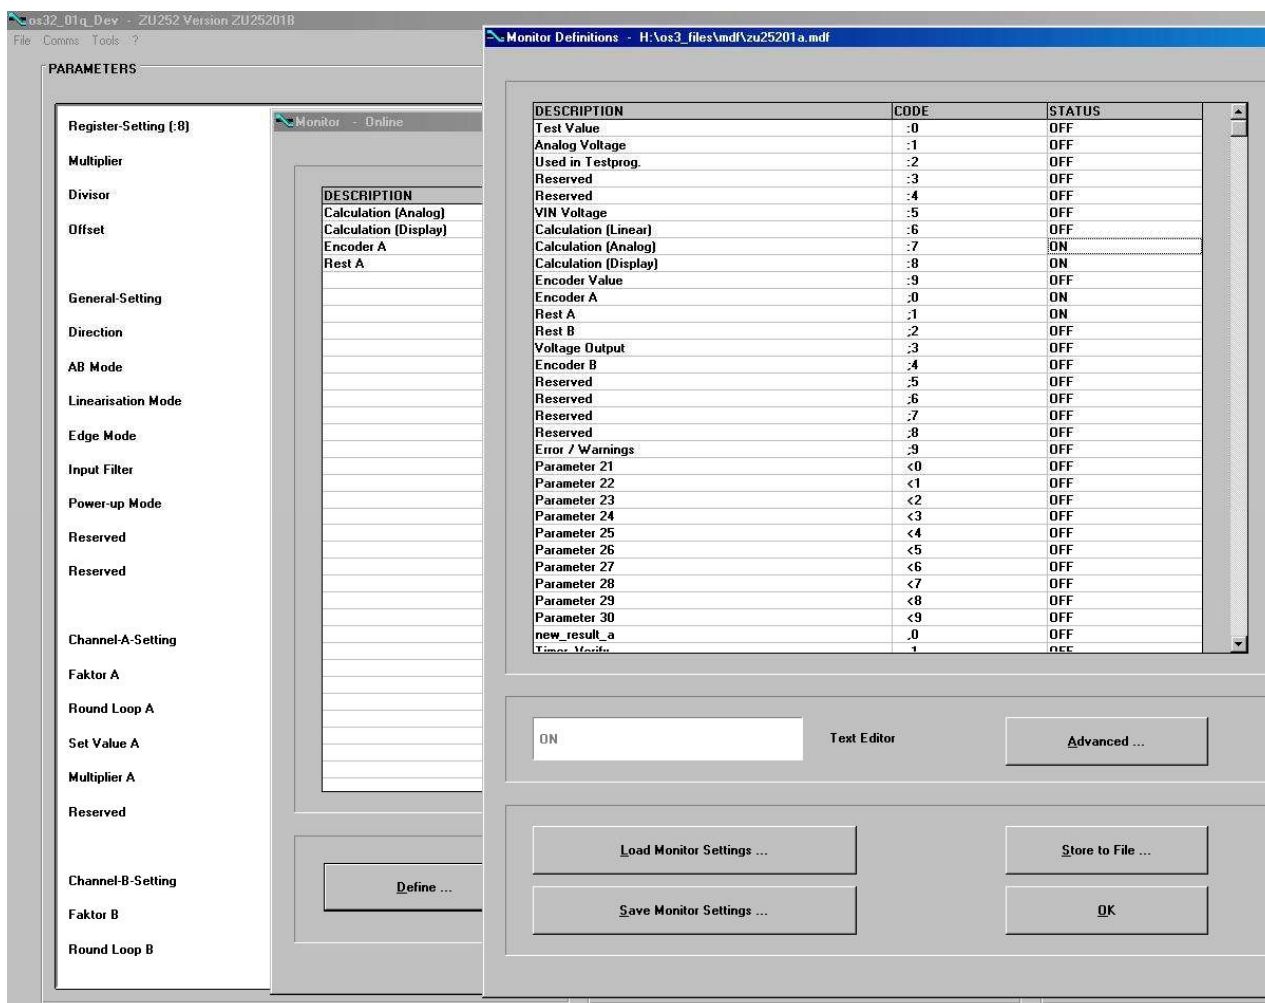 os32_01q_Dev - ZU252 Version ZU25201B
File Comms Tools ?
PARAMETERS
Register-Setting (:8)
Multiplier
Divisor
Offset
General-Setting
Direction
AB Mode
Linearisation Mode
Edge Mode
Input Filter
Power-up Mode
Reserved
Reserved
Channel-A-Setting
Faktor A
Round Loop A
Set Value A
Multiplier A
Reserved
Channel-B-Setting
Faktor B
Round Loop B
Monitor - Online
DESCRIPTION
Calculation (Analog)
Calculation (Display)
Encoder A
Rest A
Define ...
Monitor Definitions - H:\os3_files\mdf\zu25201a.mdf
DESCRIPTION CODE STATUS
Test Value :0 OFF
Analog Voltage :1 OFF
Used in Testprog. :2 OFF
Reserved :3 OFF
Reserved :4 OFF
VIN Voltage :5 OFF
Calculation (Linear) :6 OFF
Calculation (Analog) :7 ON
Calculation (Display) :8 ON
Encoder Value :9 OFF
Encoder A ;0 ON
Rest A ;1 ON
Rest B ;2 OFF
Voltage Output ;3 OFF
Encoder B ;4 OFF
Reserved ;5 OFF
Reserved ;6 OFF
Reserved ;7 OFF
Reserved ;8 OFF
Error / Warnings ;9 OFF
Parameter 21 <0 OFF
Parameter 22 <1 OFF
Parameter 23 <2 OFF
Parameter 24 <3 OFF
Parameter 25 <4 OFF
Parameter 26 <5 OFF
Parameter 27 <6 OFF
Parameter 28 <7 OFF
Parameter 29 <8 OFF
Parameter 30 <9 OFF
new_result_a ,0 OFF
Timer_Verify ,1 OFF
ON
Text Editor
Advanced ...
Load Monitor Settings ...
Store to File ...
Save Monitor Settings ...
OK